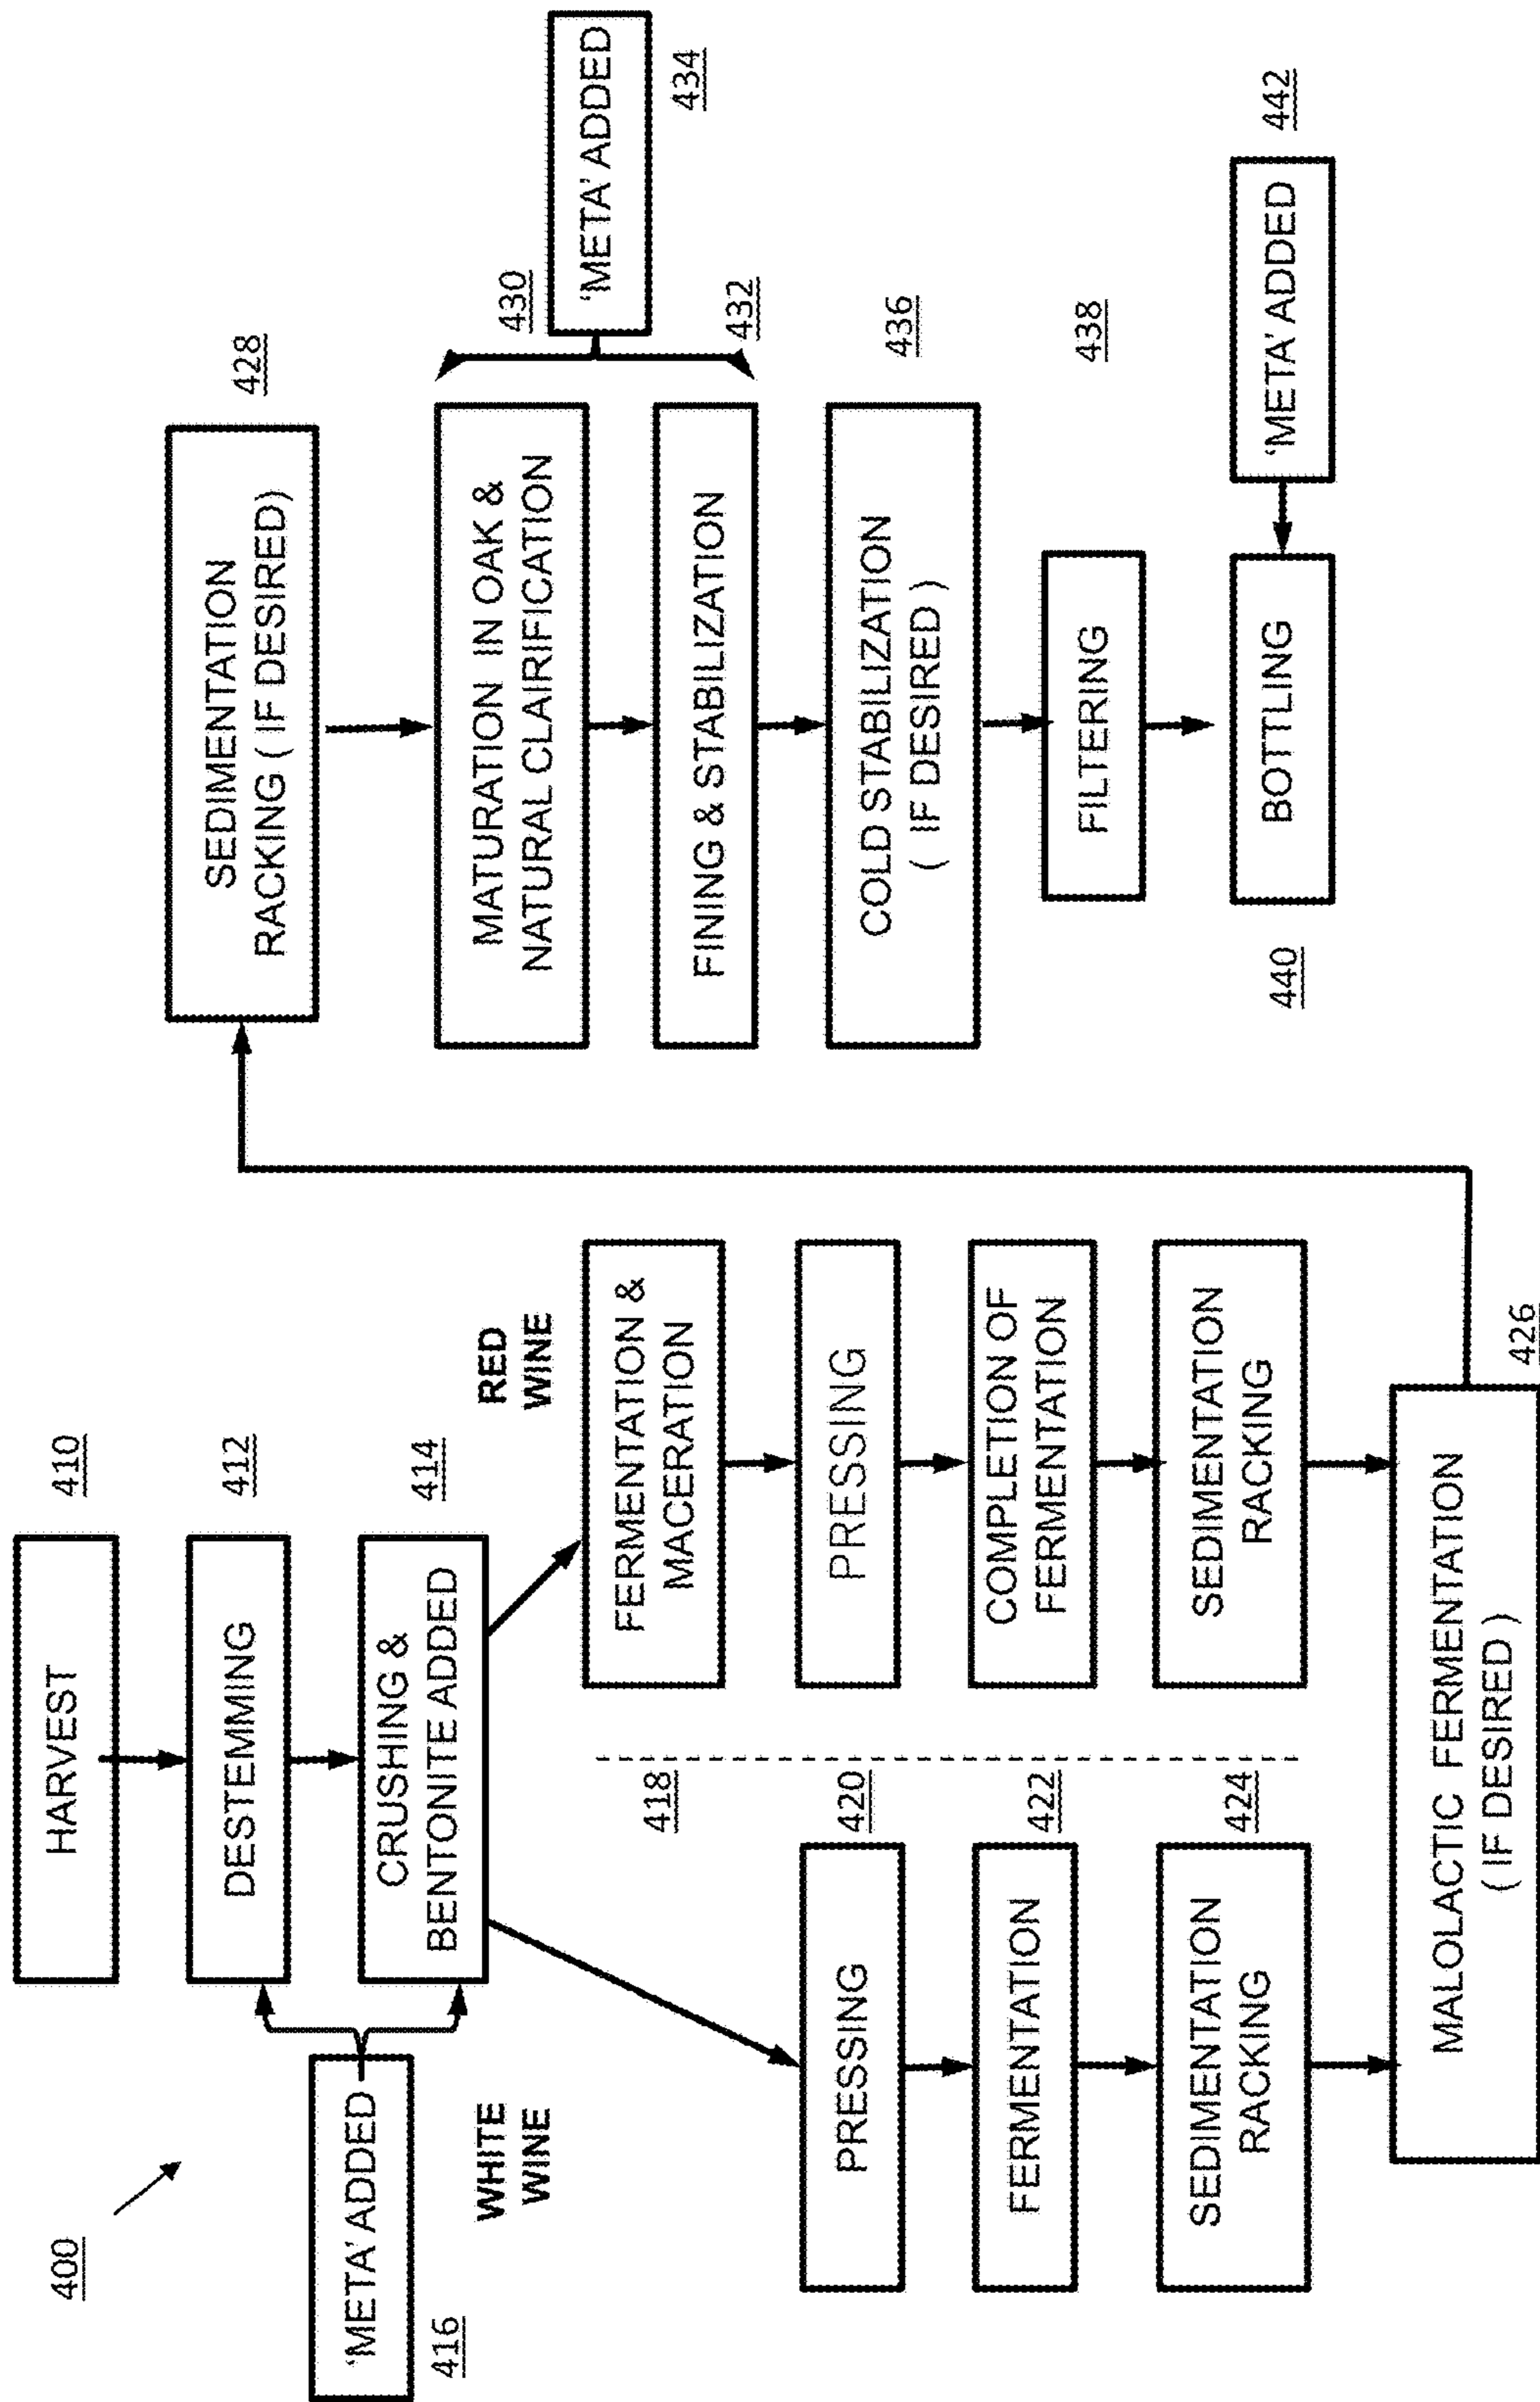 400
HARVEST
410
DESTEMMING
412
'META' ADDED
416
CRUSHING &
BENTONITE ADDED
414
WHITE
WINE
RED
WINE
FERMENTATION &
MACERATION
418
PRESSING
420
PRESSING
FERMENTATION
422
COMPLETION OF
FERMENTATION
SEDIMENTATION
RACKING
424
SEDIMENTATION
RACKING
MALOLACTIC FERMENTATION
( IF DESIRED )
426
SEDIMENTATION
RACKING ( IF DESIRED)
428
MATURATION IN OAK &
NATURAL CLAIRIFICATION
430
'META' ADDED
434
FINING & STABILIZATION
432
COLD STABILIZATION
( IF DESIRED )
436
FILTERING
438
BOTTLING
440
'META' ADDED
442